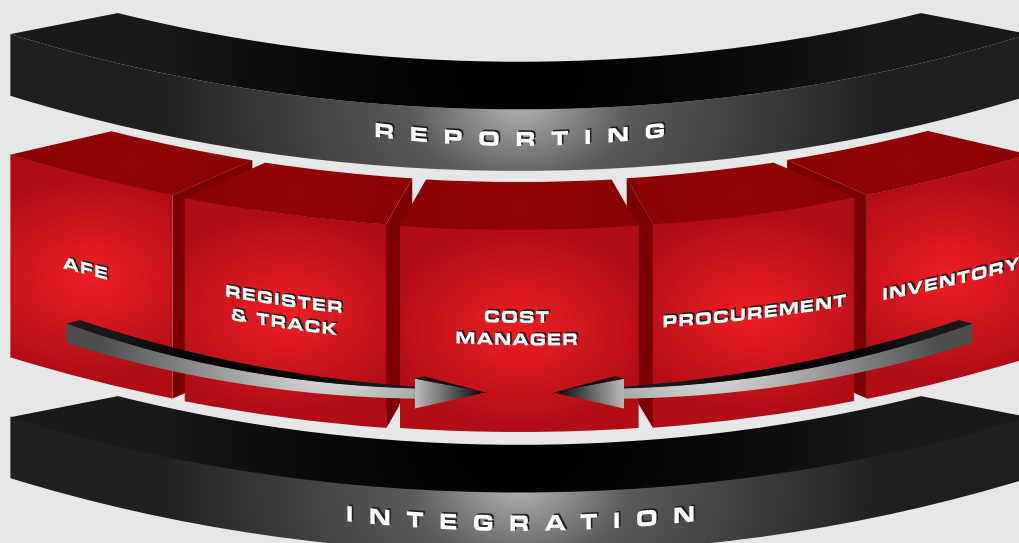 REPORTING
AFE
REGISTER
& TRACK
COST
MANAGER
PROCUREMENT
INVENTORY
INTEGRATION